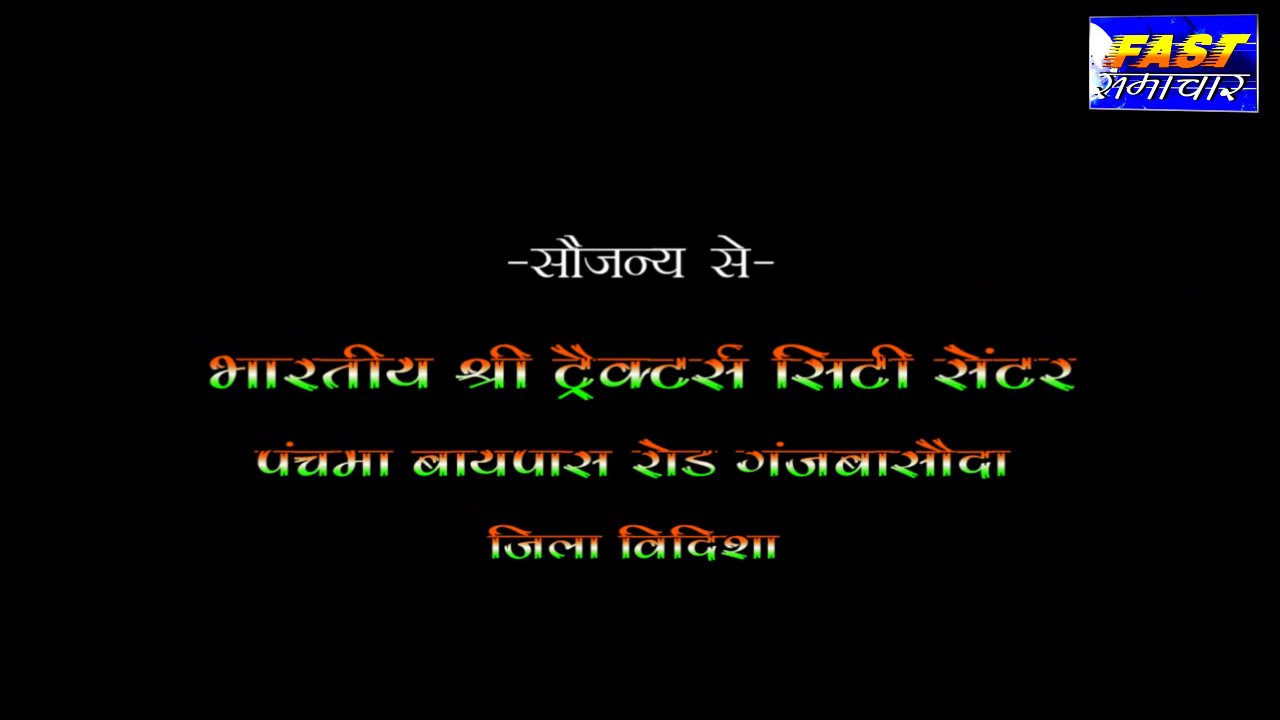 FAST
समाचार
-सौजन्य से-
भारतीय श्री ट्रैक्टर्स सिटी सेंटर
पंचमा बायपास रोड गंजबासौदा
जिला विदिशा